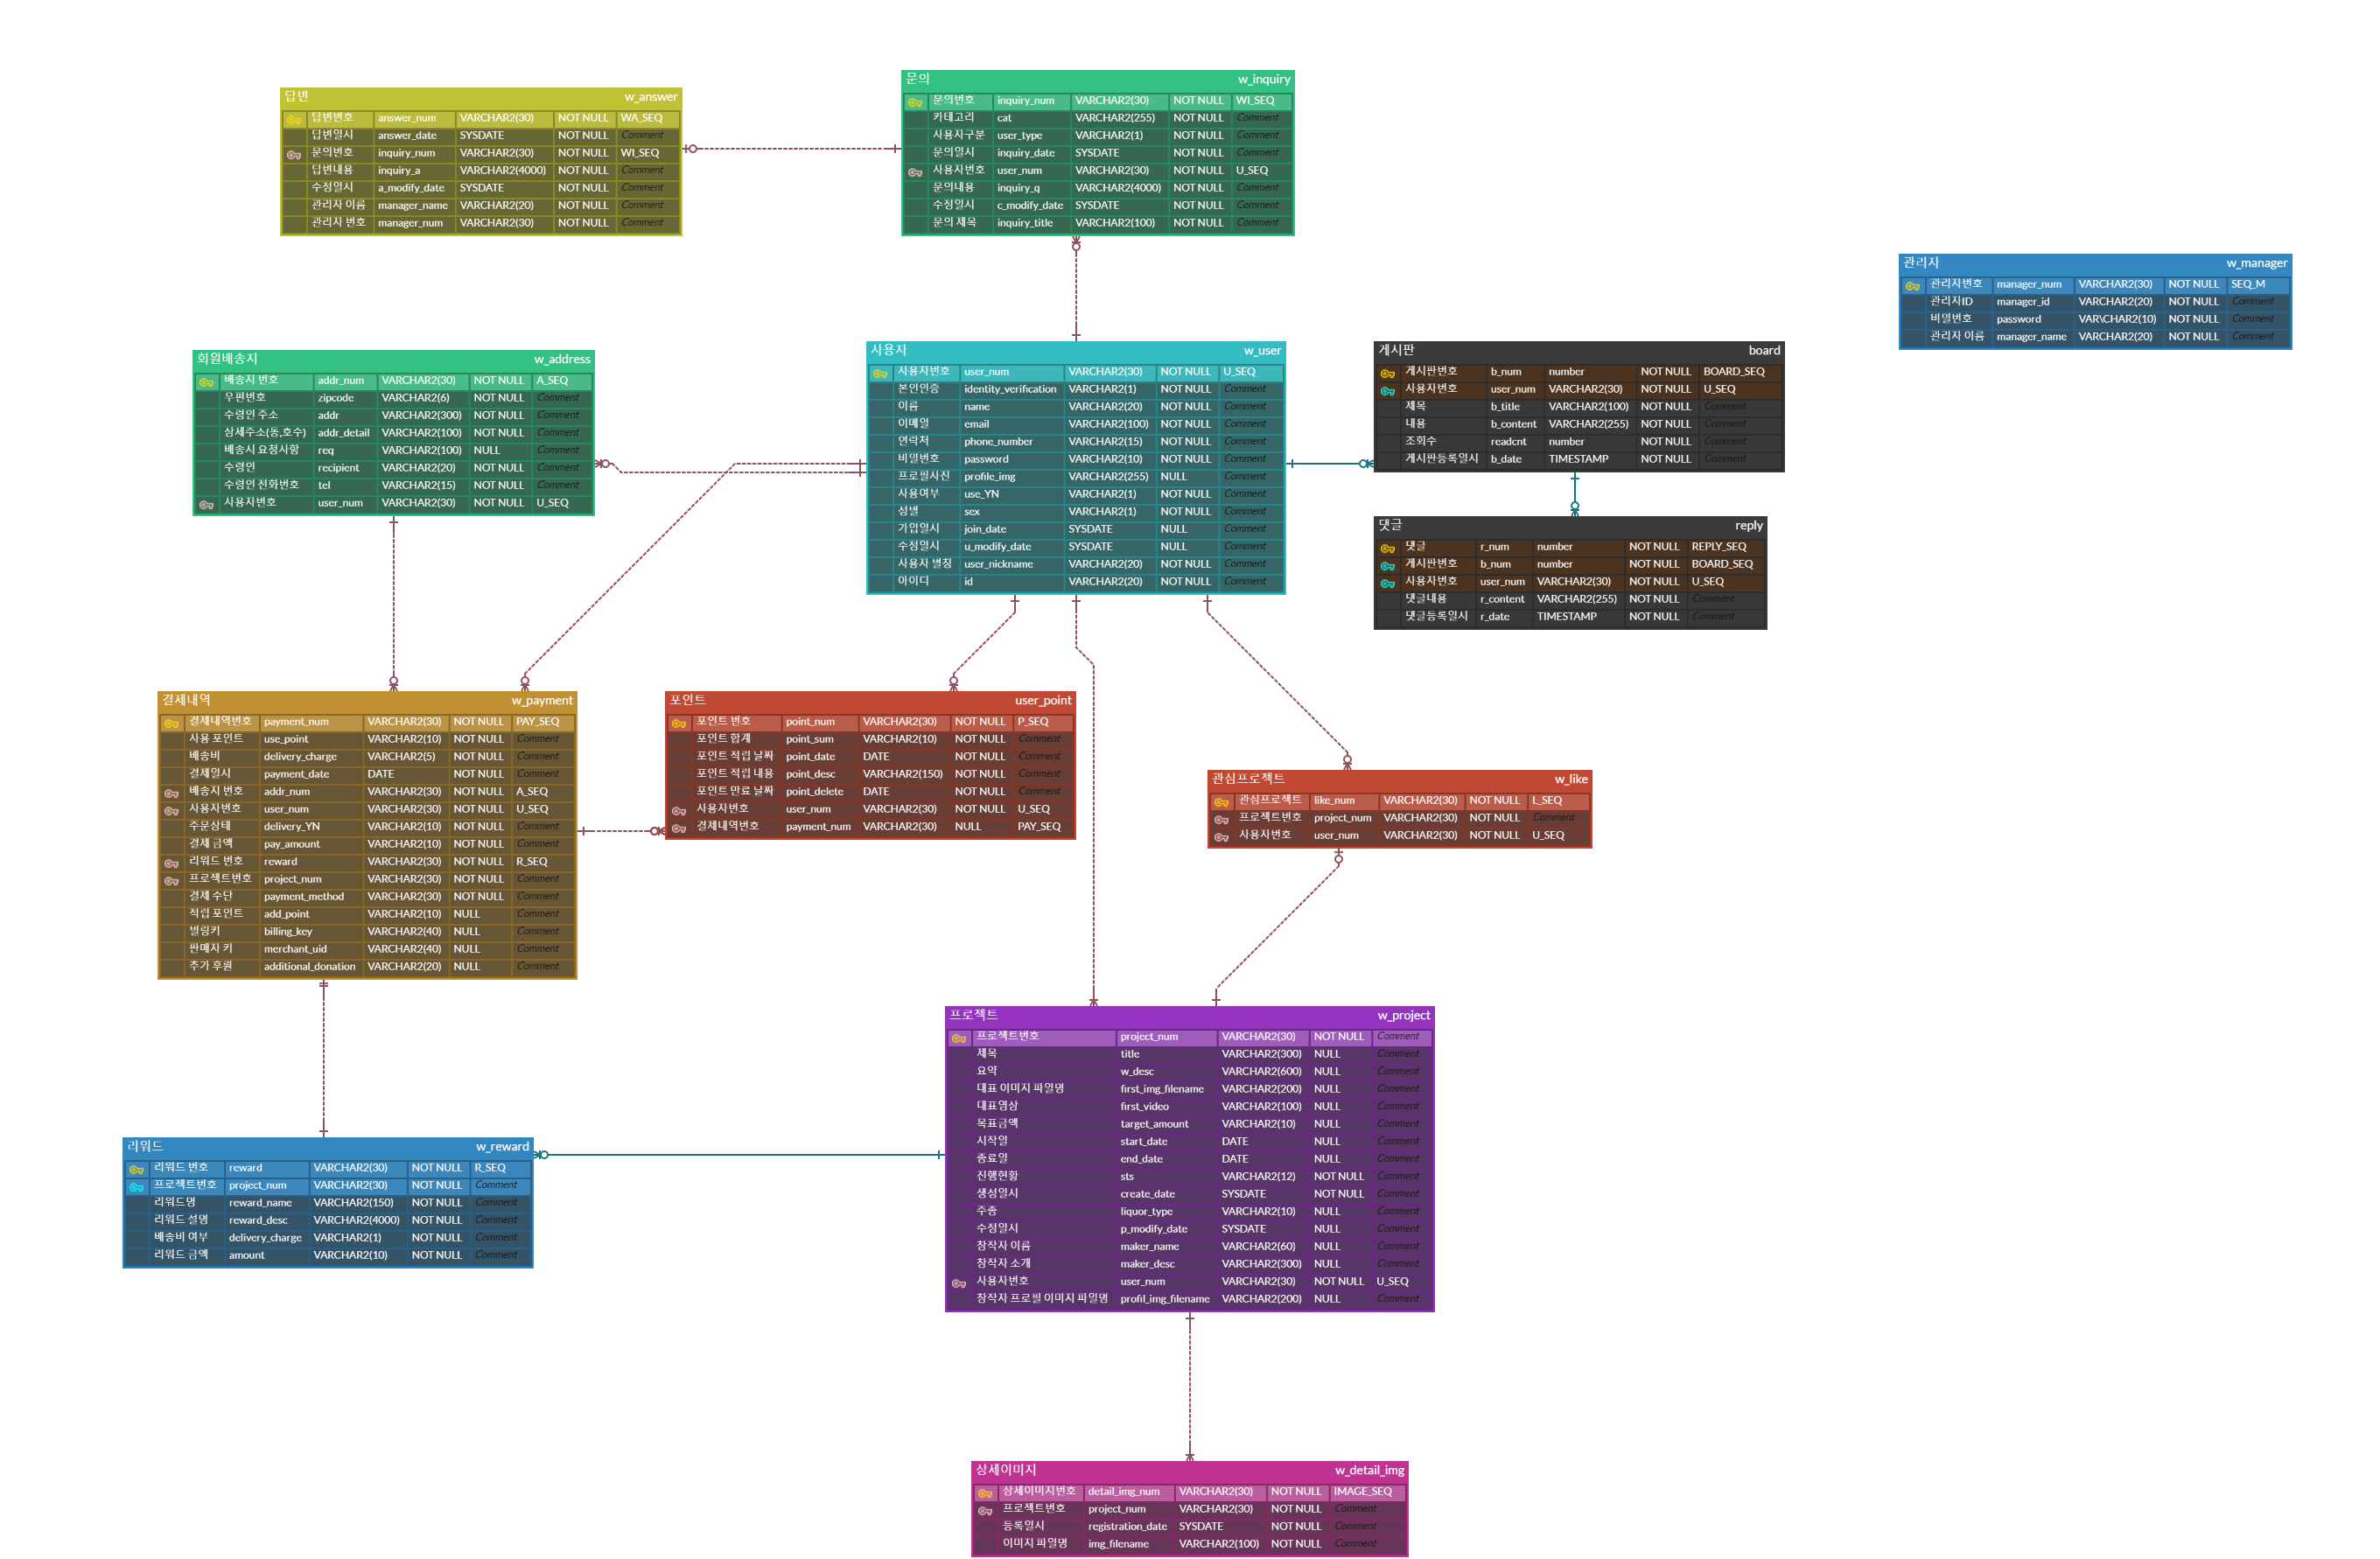 문의 w_inquiry
문의번호 inquiry_num VARCHAR2(30) NOT NULL WI_SEQ
카테고리 cat VARCHAR2(255) NOT NULL Comment
사용자구분 user_type VARCHAR2(1) NOT NULL Comment
문의일시 inquiry_date SYSDATE NOT NULL Comment
사용자번호 user_num VARCHAR2(30) NOT NULL U_SEQ
문의내용 inquiry_q VARCHAR2(4000) NOT NULL Comment
수정일시 c_modify_date SYSDATE NOT NULL Comment
문의 제목 inquiry_title VARCHAR2(100) NOT NULL Comment
답변 w_answer
답변번호 answer_num VARCHAR2(30) NOT NULL WA_SEQ
답변일시 answer_date SYSDATE NOT NULL Comment
문의번호 inquiry_num VARCHAR2(30) NOT NULL WI_SEQ
답변내용 inquiry_a VARCHAR2(4000) NOT NULL Comment
수정일시 a_modify_date SYSDATE NOT NULL Comment
관리자 이름 manager_name VARCHAR2(20) NOT NULL Comment
관리자 번호 manager_num VARCHAR2(30) NOT NULL Comment
관리자 w_manager
관리자번호 manager_num VARCHAR2(30) NOT NULL SEQ_M
관리자ID manager_id VARCHAR2(20) NOT NULL Comment
비밀번호 password VAR\CHAR2(10) NOT NULL Comment
관리자 이름 manager_name VARCHAR2(20) NOT NULL Comment
회원배송지 w_address
배송지 번호 addr_num VARCHAR2(30) NOT NULL A_SEQ
우편번호 zipcode VARCHAR2(6) NOT NULL Comment
수령인 주소 addr VARCHAR2(300) NOT NULL Comment
상세주소(동,호수) addr_detail VARCHAR2(100) NOT NULL Comment
배송시 요청사항 req VARCHAR2(100) NULL Comment
수령인 recipient VARCHAR2(20) NOT NULL Comment
수령인 전화번호 tel VARCHAR2(15) NOT NULL Comment
사용자번호 user_num VARCHAR2(30) NOT NULL U_SEQ
사용자 w_user
사용자번호 user_num VARCHAR2(30) NOT NULL U_SEQ
본인인증 identity_verification VARCHAR2(1) NOT NULL Comment
이름 name VARCHAR2(20) NOT NULL Comment
이메일 email VARCHAR2(100) NOT NULL Comment
연락처 phone_number VARCHAR2(15) NOT NULL Comment
비밀번호 password VARCHAR2(10) NOT NULL Comment
프로필사진 profile_img VARCHAR2(255) NULL Comment
사용여부 use_YN VARCHAR2(1) NOT NULL Comment
성별 sex VARCHAR2(1) NOT NULL Comment
가입일시 join_date SYSDATE NULL Comment
수정일시 u_modify_date SYSDATE NULL Comment
사용자 별칭 user_nickname VARCHAR2(20) NOT NULL Comment
아이디 id VARCHAR2(20) NOT NULL Comment
게시판 board
게시판번호 b_num number NOT NULL BOARD_SEQ
사용자번호 user_num VARCHAR2(30) NOT NULL U_SEQ
제목 b_title VARCHAR2(100) NOT NULL Comment
내용 b_content VARCHAR2(255) NOT NULL Comment
조회수 readcnt number NOT NULL Comment
게시판등록일시 b_date TIMESTAMP NOT NULL Comment
댓글 reply
댓글 r_num number NOT NULL REPLY_SEQ
게시판번호 b_num number NOT NULL BOARD_SEQ
사용자번호 user_num VARCHAR2(30) NOT NULL U_SEQ
댓글내용 r_content VARCHAR2(255) NOT NULL Comment
댓글등록일시 r_date TIMESTAMP NOT NULL Comment
결제내역 w_payment
결제내역번호 payment_num VARCHAR2(30) NOT NULL PAY_SEQ
사용 포인트 use_point VARCHAR2(10) NOT NULL Comment
배송비 delivery_charge VARCHAR2(5) NOT NULL Comment
결제일시 payment_date DATE NOT NULL Comment
배송지 번호 addr_num VARCHAR2(30) NOT NULL A_SEQ
사용자번호 user_num VARCHAR2(30) NOT NULL U_SEQ
주문상태 delivery_YN VARCHAR2(10) NOT NULL Comment
결제 금액 pay_amount VARCHAR2(10) NOT NULL Comment
리워드 번호 reward VARCHAR2(30) NOT NULL R_SEQ
프로젝트번호 project_num VARCHAR2(30) NOT NULL Comment
결제 수단 payment_method VARCHAR2(30) NOT NULL Comment
적립 포인트 add_point VARCHAR2(10) NULL Comment
빌링키 billing_key VARCHAR2(40) NULL Comment
판매자 키 merchant_uid VARCHAR2(40) NULL Comment
추가 후원 additional_donation VARCHAR2(20) NULL Comment
포인트 user_point
포인트 번호 point_num VARCHAR2(30) NOT NULL P_SEQ
포인트 합계 point_sum VARCHAR2(10) NOT NULL Comment
포인트 적립 날짜 point_date DATE NOT NULL Comment
포인트 적립 내용 point_desc VARCHAR2(150) NOT NULL Comment
포인트 만료 날짜 point_delete DATE NOT NULL Comment
사용자번호 user_num VARCHAR2(30) NOT NULL U_SEQ
결제내역번호 payment_num VARCHAR2(30) NULL PAY_SEQ
관심프로젝트 w_like
관심프로젝트 like_num VARCHAR2(30) NOT NULL L_SEQ
프로젝트번호 project_num VARCHAR2(30) NOT NULL Comment
사용자번호 user_num VARCHAR2(30) NOT NULL U_SEQ
프로젝트 w_project
프로젝트번호 project_num VARCHAR2(30) NOT NULL Comment
제목 title VARCHAR2(300) NULL Comment
요약 w_desc VARCHAR2(600) NULL Comment
대표 이미지 파일명 first_img_filename VARCHAR2(200) NULL Comment
대표영상 first_video VARCHAR2(100) NULL Comment
목표금액 target_amount VARCHAR2(10) NULL Comment
시작일 start_date DATE NULL Comment
종료일 end_date DATE NULL Comment
진행현황 sts VARCHAR2(12) NOT NULL Comment
생성일시 create_date SYSDATE NOT NULL Comment
주종 liquor_type VARCHAR2(10) NULL Comment
수정일시 p_modify_date SYSDATE NULL Comment
창작자 이름 maker_name VARCHAR2(60) NULL Comment
창작자 소개 maker_desc VARCHAR2(300) NULL Comment
사용자번호 user_num VARCHAR2(30) NOT NULL U_SEQ
창작자 프로필 이미지 파일명 profil_img_filename VARCHAR2(200) NULL Comment
리워드 w_reward
리워드 번호 reward VARCHAR2(30) NOT NULL R_SEQ
프로젝트번호 project_num VARCHAR2(30) NOT NULL Comment
리워드명 reward_name VARCHAR2(150) NOT NULL Comment
리워드 설명 reward_desc VARCHAR2(4000) NOT NULL Comment
배송비 여부 delivery_charge VARCHAR2(1) NOT NULL Comment
리워드 금액 amount VARCHAR2(10) NOT NULL Comment
상세이미지 w_detail_img
상세이미지번호 detail_img_num VARCHAR2(30) NOT NULL IMAGE_SEQ
프로젝트번호 project_num VARCHAR2(30) NOT NULL Comment
등록일시 registration_date SYSDATE NOT NULL Comment
이미지 파일명 img_filename VARCHAR2(100) NOT NULL Comment